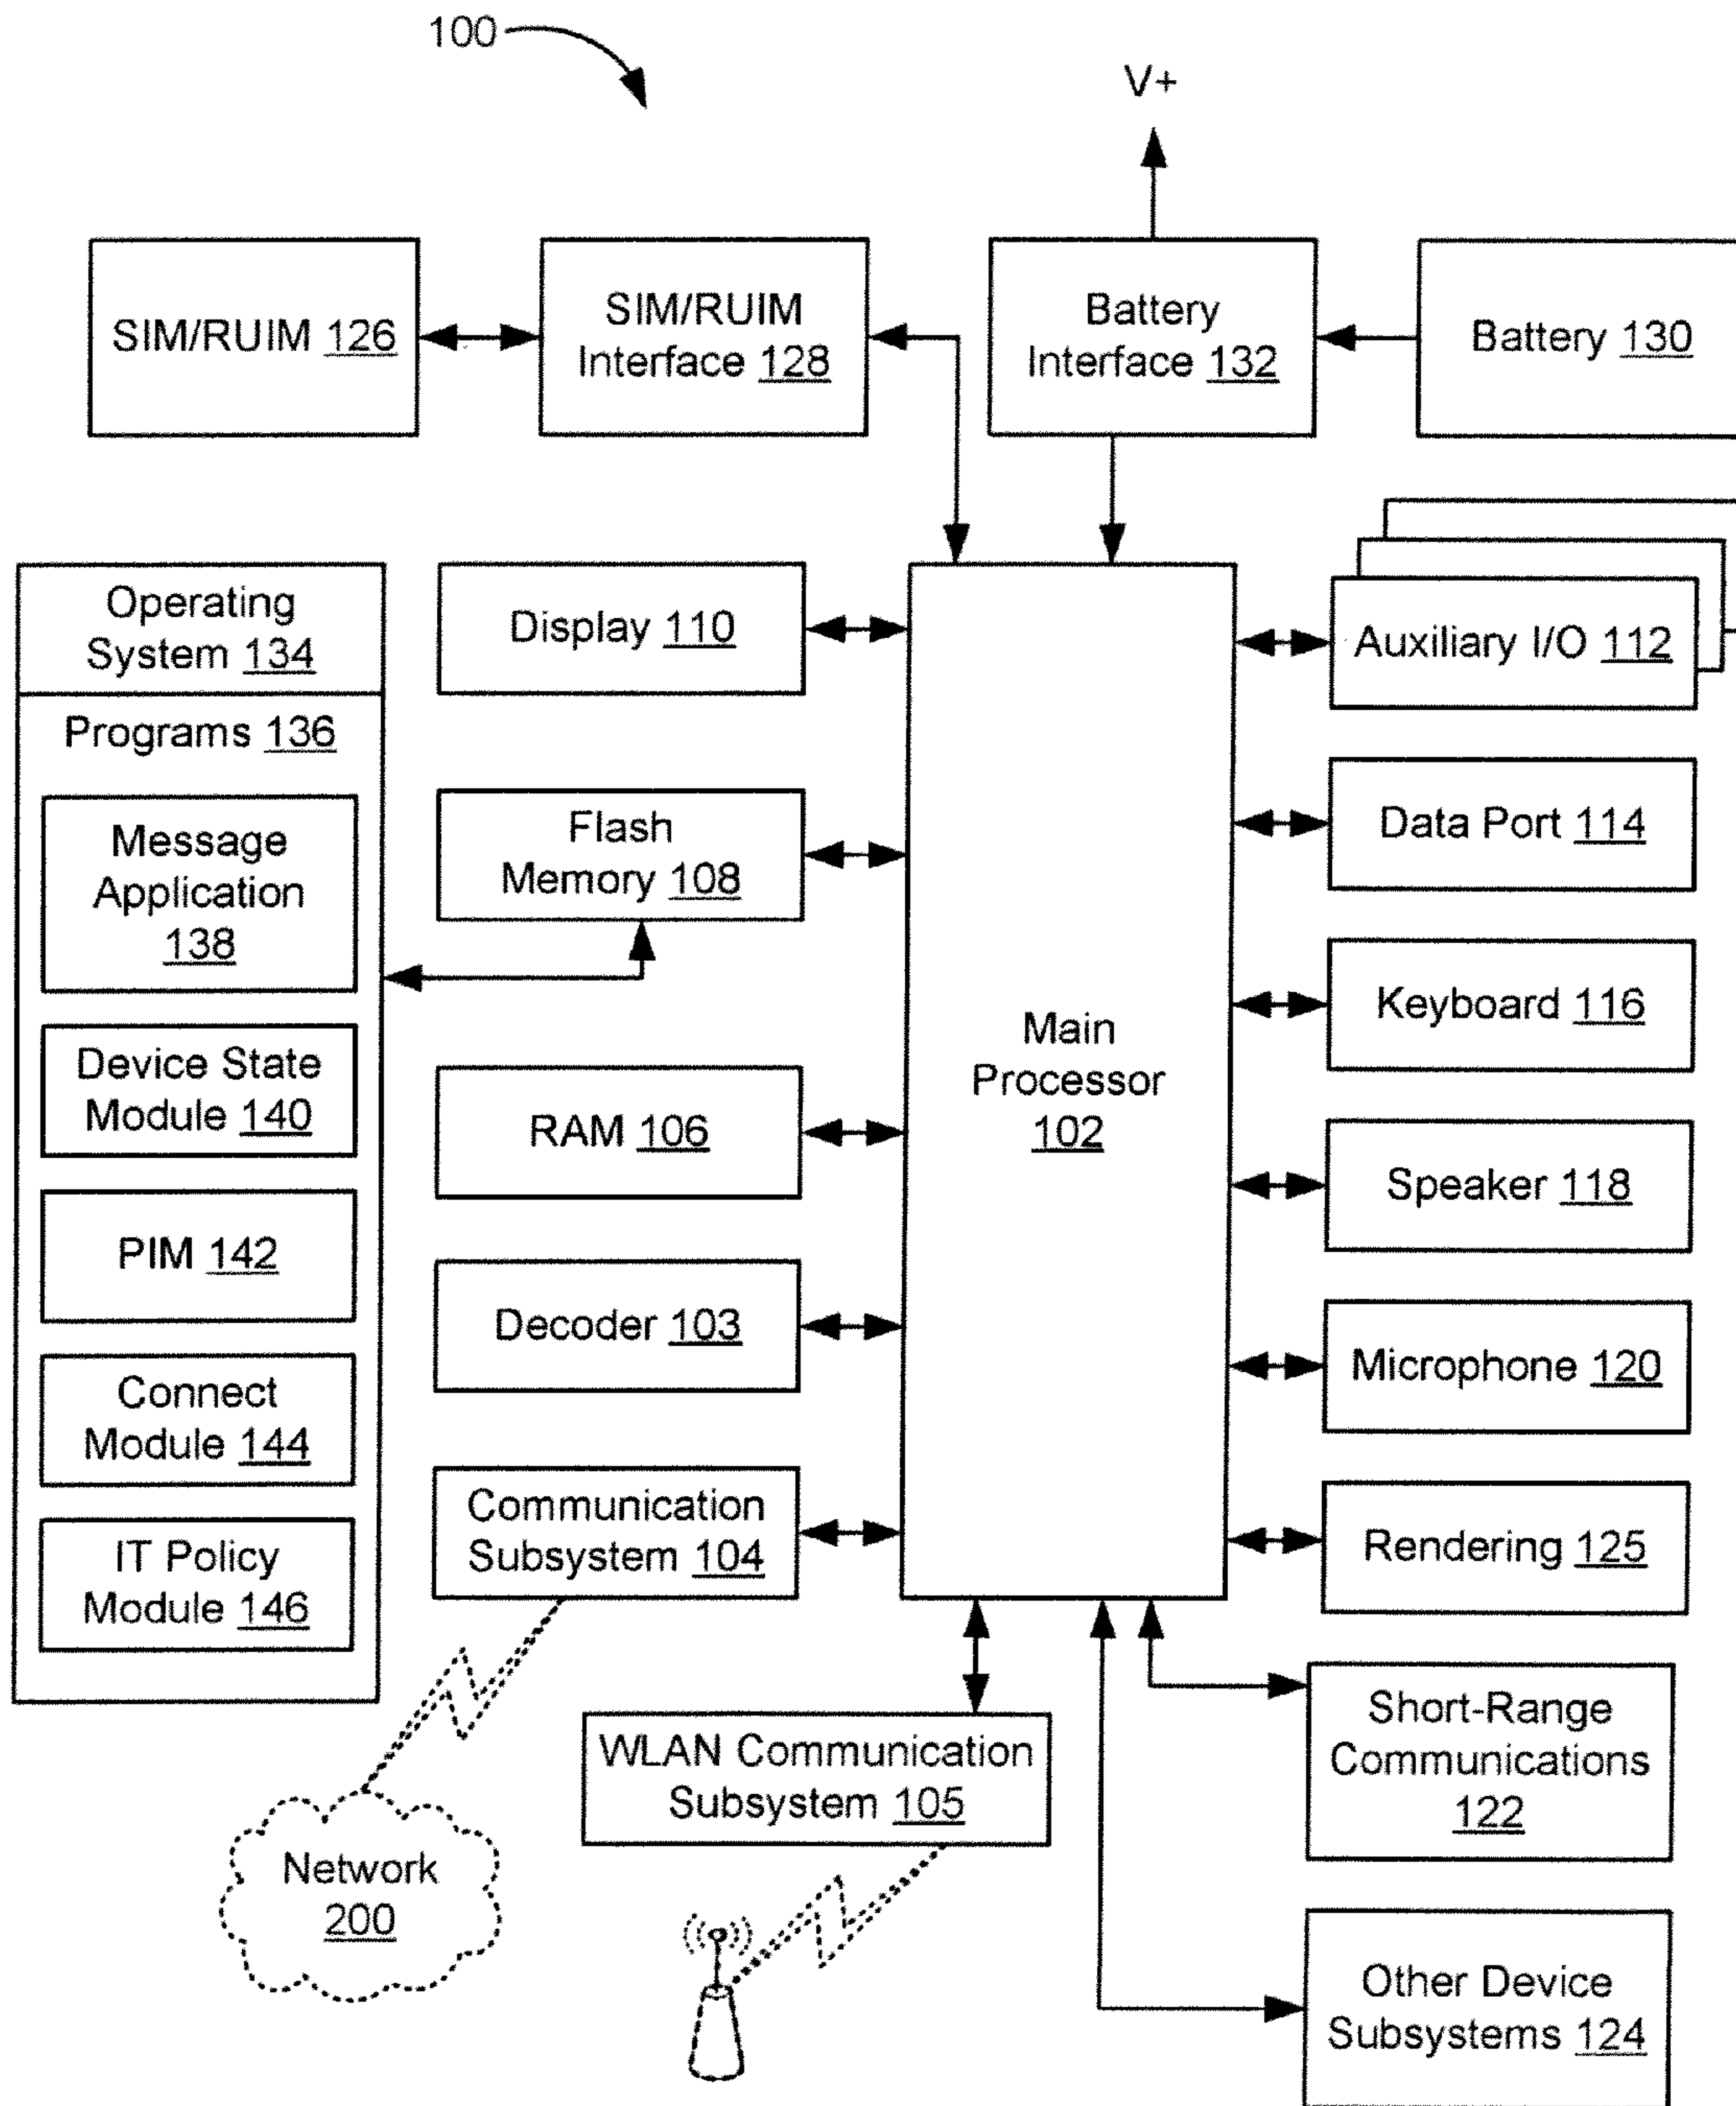 100
V+
SIM/RUIM 126
SIM/RUIM
Interface 128
Battery
Interface 132
Battery 130
Operating
System 134
Programs 136
Message
Application
138
Device State
Module 140
PIM 142
Connect
Module 144
IT Policy
Module 146
Display 110
Flash
Memory 108
RAM 106
Decoder 103
Communication
Subsystem 104
Main
Processor
102
Auxiliary I/O 112
Data Port 114
Keyboard 116
Speaker 118
Microphone 120
Rendering 125
Short-Range
Communications
122
Other Device
Subsystems 124
WLAN Communication
Subsystem 105
Network
200